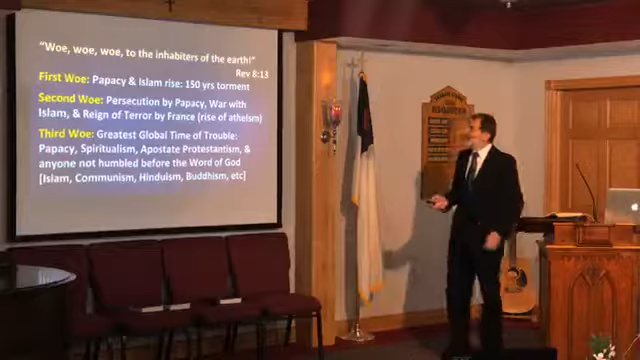 “Woe, woe, woe, to the inhabiters of the earth!”
Rev 8:13
First Woe: Papacy & Islam rise: 150 yrs torment
Second Woe: Persecution by Papacy, War with
Islam, & Reign of Terror by France (rise of atheism)
Third Woe: Greatest Global Time of Trouble:
Papacy, Spiritualism, Apostate Protestantism, &
anyone not humbled before the Word of God
[Islam, Communism, Hinduism, Buddhism, etc]